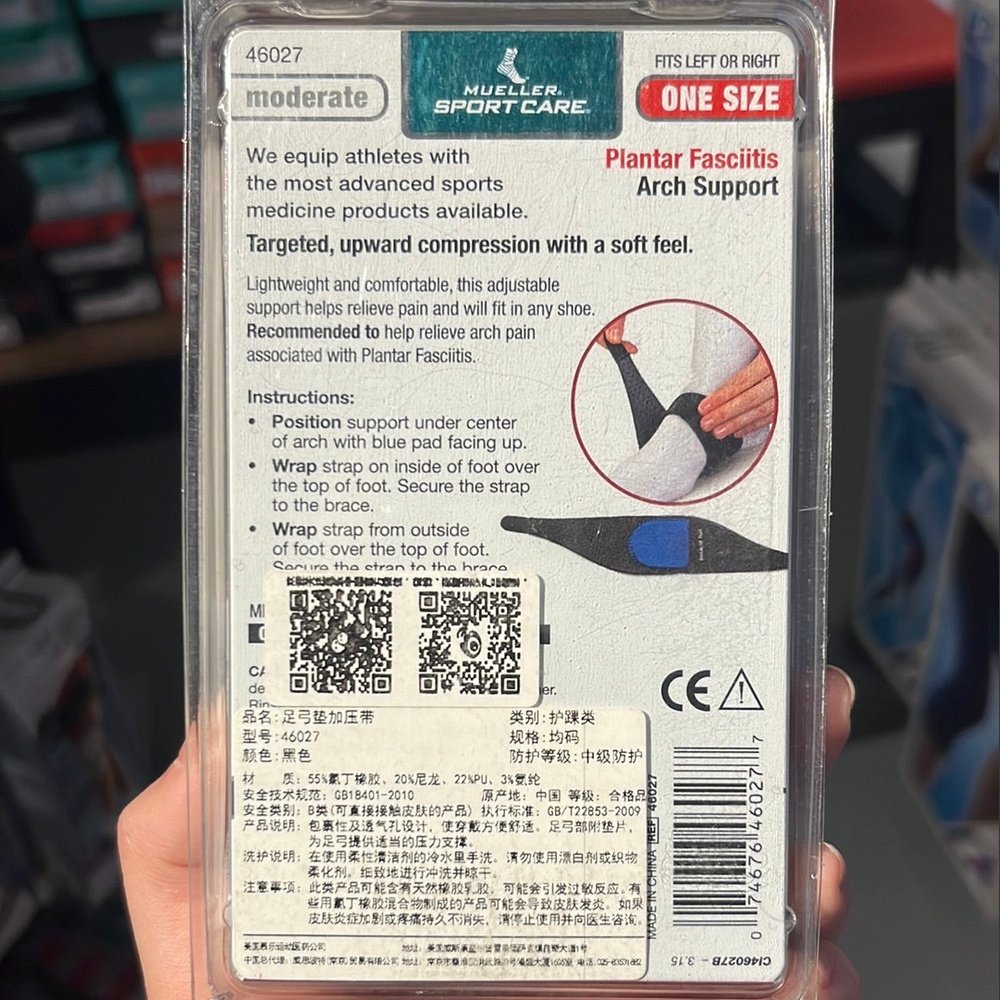 46027
moderate
MUELLER®
SPORT CARE®
FITS LEFT OR RIGHT
ONE SIZE
Plantar Fasciitis
Arch Support
We equip athletes with
the most advanced sports
medicine products available.
Targeted, upward compression with a soft feel.
Lightweight and comfortable, this adjustable
support helps relieve pain and will fit in any shoe.
Recommended to help relieve arch pain
associated with Plantar Fasciitis.
Instructions:
• Position support under center
of arch with blue pad facing up.
• Wrap strap on inside of foot over
the top of foot. Secure the strap
to the brace.
• Wrap strap from outside
of foot over the top of foot.
Secure the strap to the brace
CE
品名:足弓垫加压带
类别:护踝类
型号:46027
规格:均码
颜色:黑色
防护等级:中级防护
材 质:55%氯丁橡胶、20%尼龙、22%PU、3%氨纶
安全技术规范:GB18401-2010 原产地:中国 等级:合格品
安全类别:B类(可直接接触皮肤的产品) 执行标准:GB/T22853-2009
产品说明:包裹性及透气孔设计,使穿戴方便舒适。足弓部附垫片,
为足弓提供适当的压力支撑。
洗护说明:在使用柔性清洁剂的冷水里手洗。请勿使用漂白剂或织物
柔化剂。细致地进行冲洗并晾干。
注意事项:此类产品可能含有天然橡胶乳胶,可能会引发过敏反应。有
些用氯丁橡胶混合物制成的产品可能会导致皮肤发炎。如果
皮肤炎症加剧或疼痛持久不消失,请停止使用并向医生咨询。
美国慕乐运动医药公司
MADE IN CHINA REF 46027
0 74676 46027 7
CI46027B – 3.15